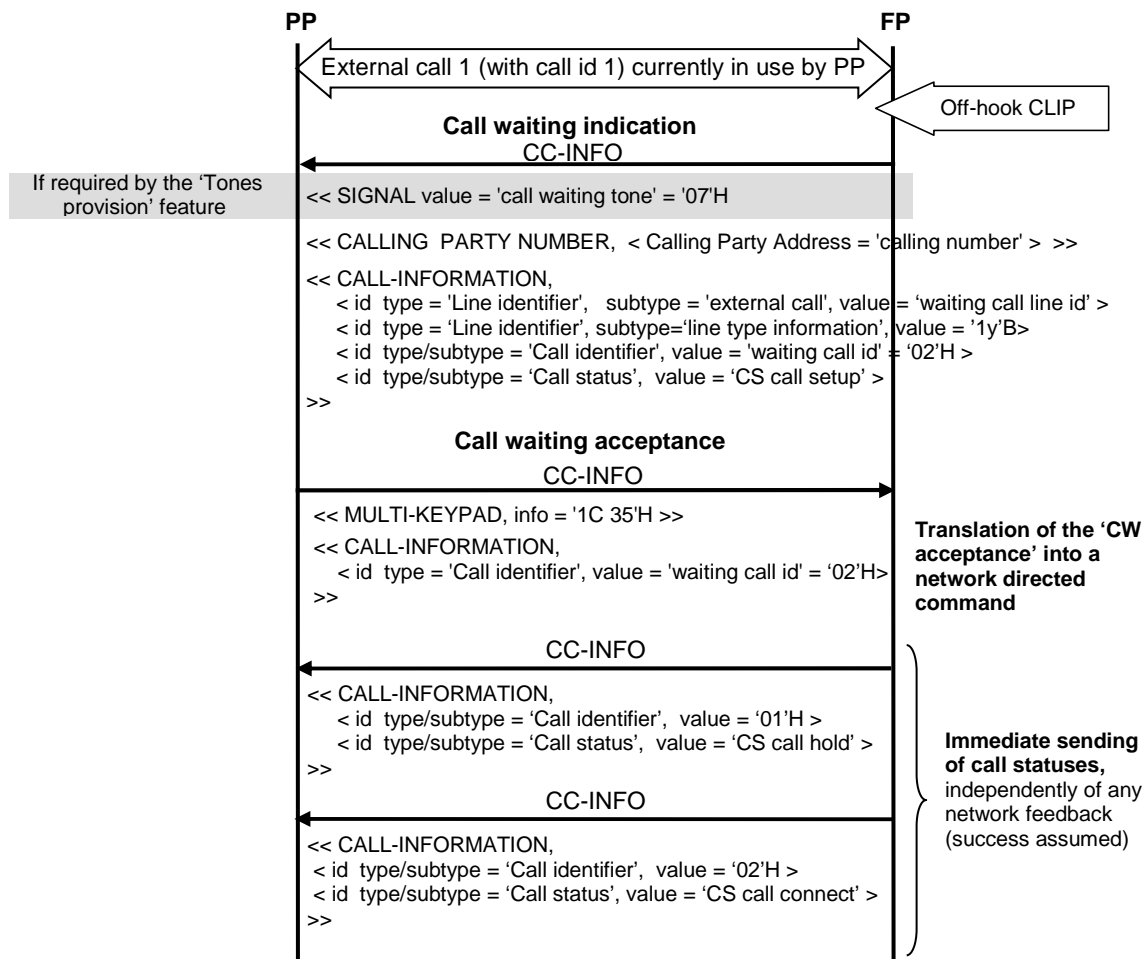 PP
FP
External call 1 (with call id 1) currently in use by PP
Off-hook CLIP
Call waiting indication
CC-INFO
If required by the ‘Tones
provision’ feature
<< SIGNAL value = 'call waiting tone' = '07'H
<< CALLING PARTY NUMBER, < Calling Party Address = 'calling number' > >>
<< CALL-INFORMATION,
< id type = 'Line identifier', subtype = 'external call', value = ‘waiting call line id’ >
< id type = ‘Line identifier’, subtype=‘line type information’, value = '1y’B>
< id type/subtype = 'Call identifier', value = 'waiting call id' = ‘02’H >
< id type/subtype = ‘Call status’, value = ‘CS call setup’ >
>>
Call waiting acceptance
CC-INFO
<< MULTI-KEYPAD, info = '1C 35'H >>
<< CALL-INFORMATION,
< id type = 'Call identifier', value = 'waiting call id' = ‘02’H>
>>
Translation of the ‘CW
acceptance’ into a
network directed
command
CC-INFO
<< CALL-INFORMATION,
< id type/subtype = ‘Call identifier’, value = ‘01’H >
< id type/subtype = ‘Call status’, value = ‘CS call hold’ >
>>
CC-INFO
<< CALL-INFORMATION,
< id type/subtype = ‘Call identifier’, value = ‘02’H >
< id type/subtype = ‘Call status’, value = ‘CS call connect’ >
>>
Immediate sending
of call statuses,
independently of any
network feedback
(success assumed)